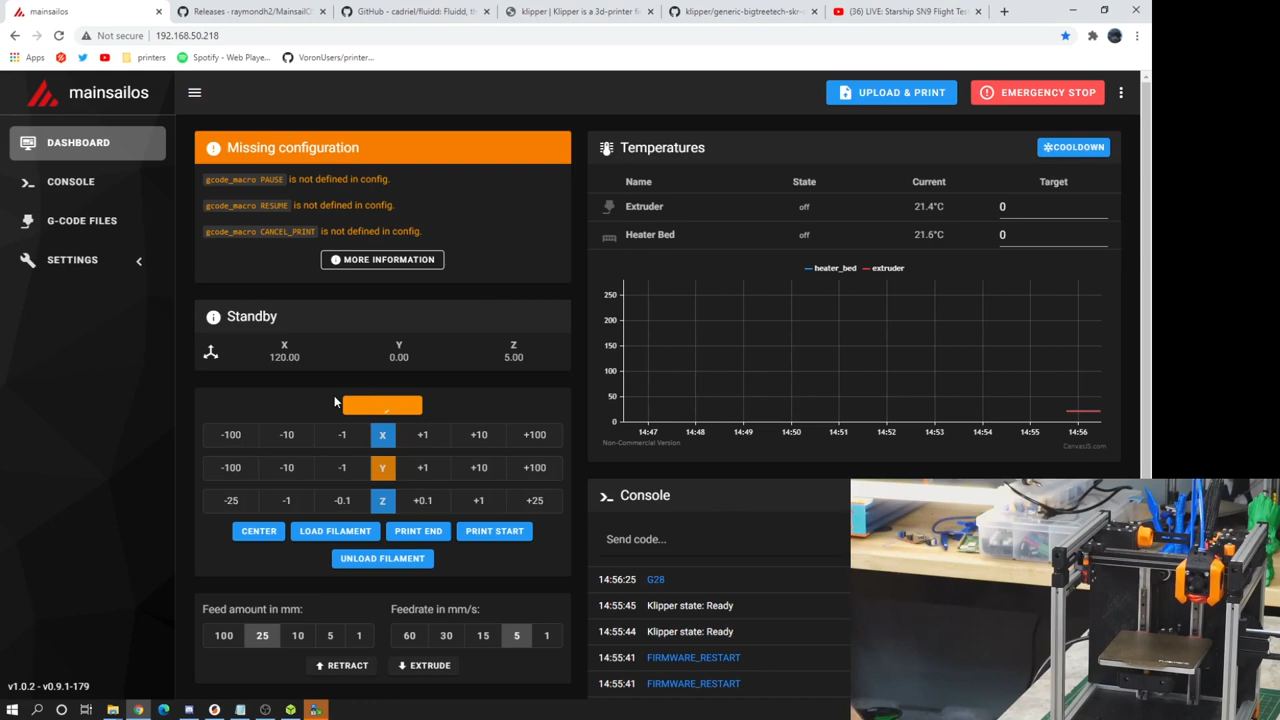 mainsailos
Releases - raymondh2/MainsailC
GitHub - cadriel/fluidd: Fluidd, th
klipper | Klipper is a 3d-printer f
klipper/generic-bigtreetech-skr-
(36) LIVE: Starship SN9 Flight Tes
Not secure
192.168.50.218
Apps
printers
Spotify - Web Playe...
VoronUsers/printer...
mainsailos
UPLOAD & PRINT
EMERGENCY STOP
DASHBOARD
CONSOLE
G-CODE FILES
SETTINGS
Missing configuration
gcode_macro PAUSE is not defined in config.
gcode_macro RESUME is not defined in config.
gcode_macro CANCEL_PRINT is not defined in config.
MORE INFORMATION
Standby
X Y Z
120.00 0.00 5.00
-100 -10 -1 X +1 +10 +100
-100 -10 -1 Y +1 +10 +100
-25 -1 -0.1 Z +0.1 +1 +25
CENTER LOAD FILAMENT PRINT END PRINT START
UNLOAD FILAMENT
Feed amount in mm: Feedrate in mm/s:
100 25 10 5 1 60 30 15 5 1
RETRACT EXTRUDE
Temperatures
COOLDOWN
Name State Current Target
Extruder off 21.4°C 0
Heater Bed off 21.6°C 0
heater_bed extruder
250
200
150
100
50
0
14:47 14:48 14:49 14:50 14:51 14:52 14:53 14:54 14:55 14:56
Non-Commercial Version
CanvasJS.com
Console
Send code...
14:56:25 G28
14:55:45 Klipper state: Ready
14:55:44 Klipper state: Ready
14:55:41 FIRMWARE_RESTART
14:55:41 FIRMWARE_RESTART
v1.0.2 - v0.9.1-179